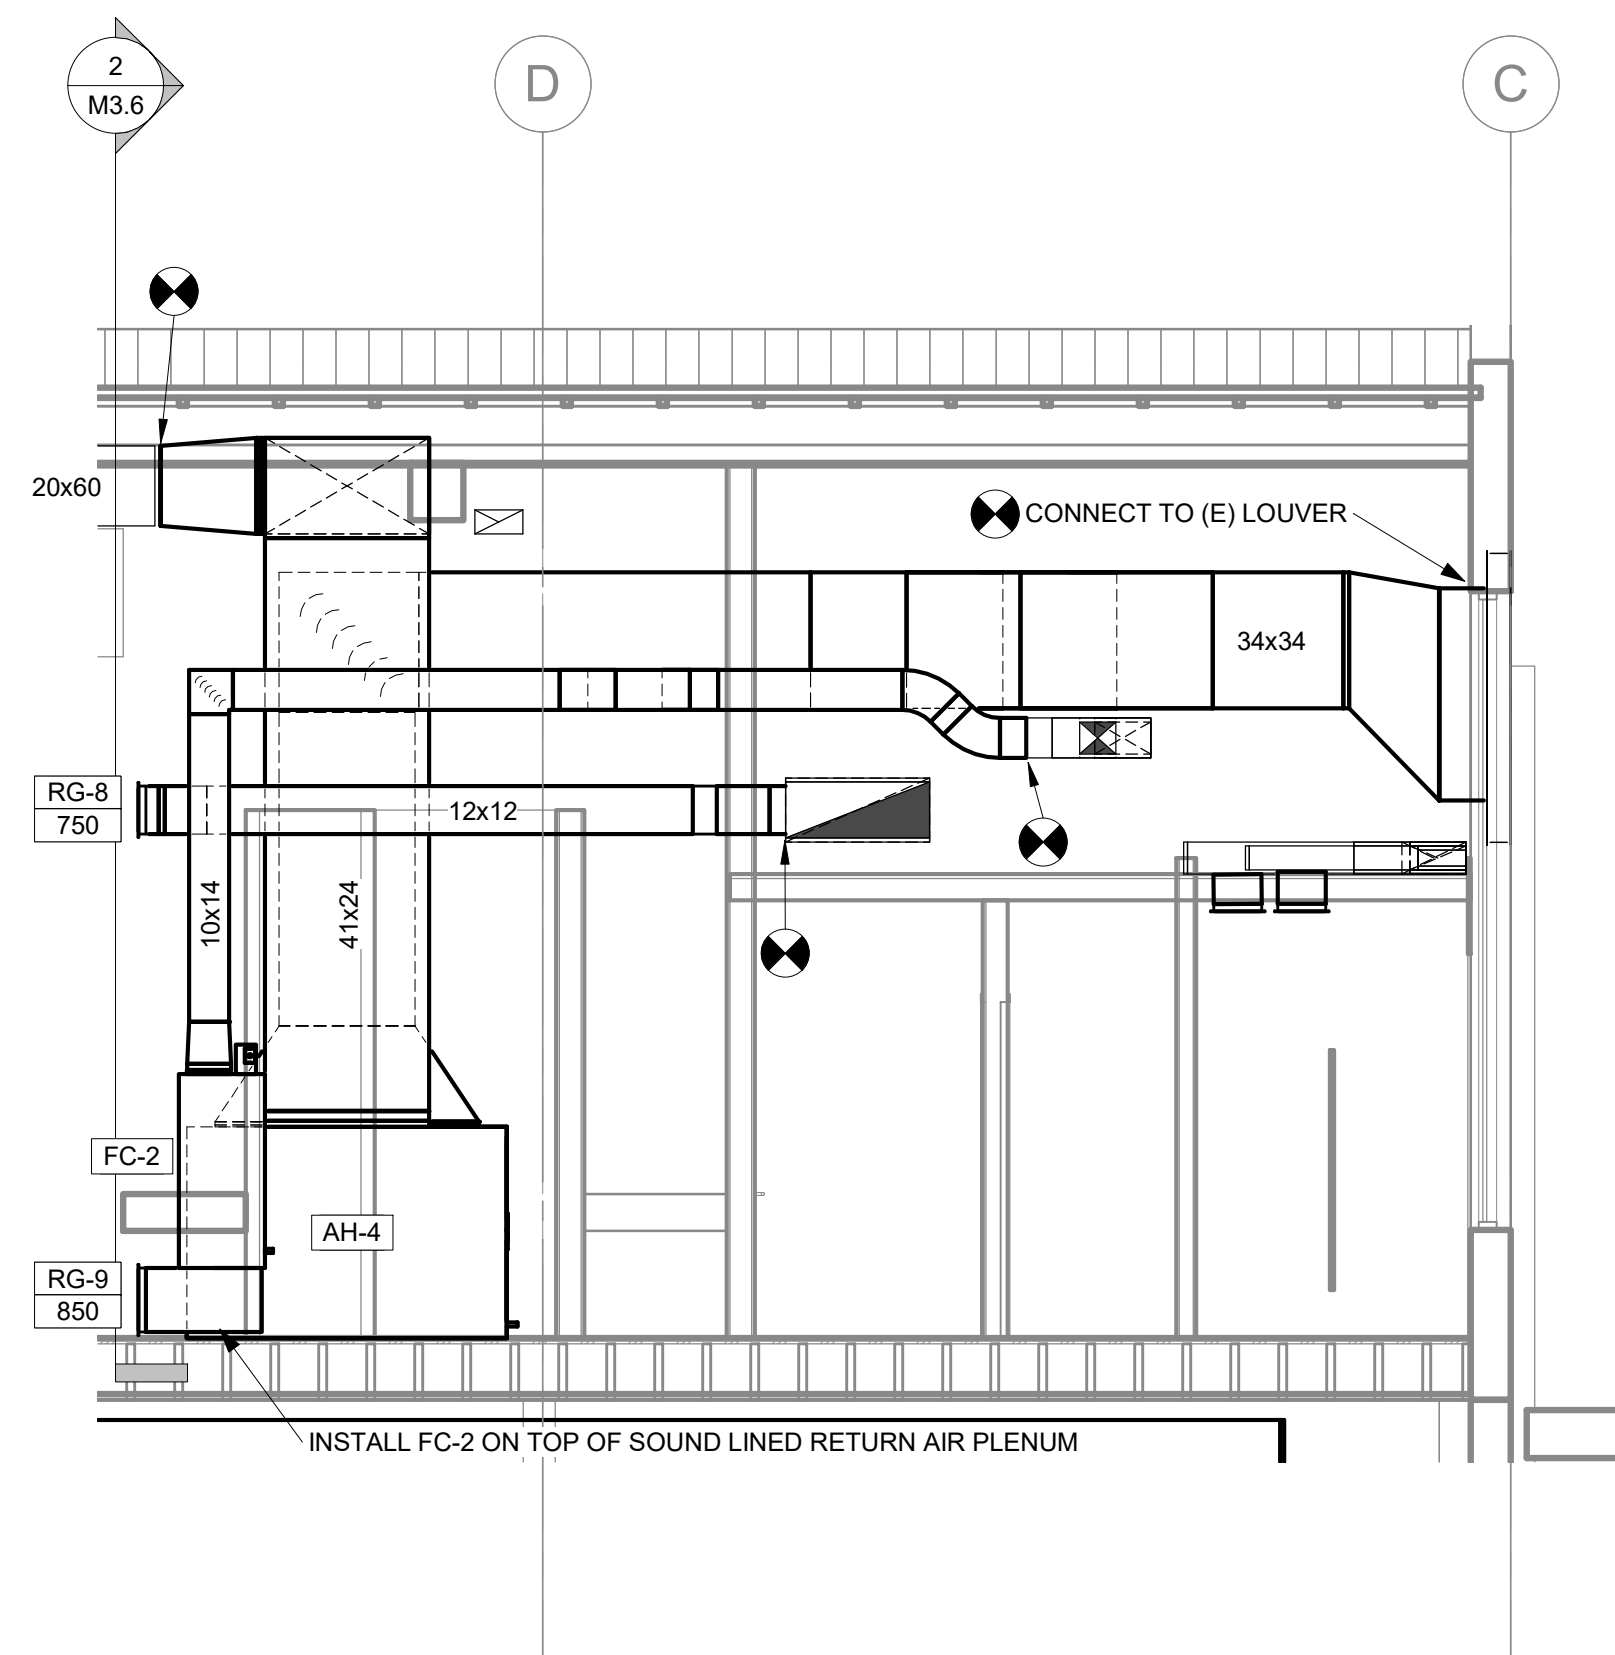 2
M3.6
D
C
20x60
CONNECT TO (E) LOUVER
34x34
RG-8
750
12x12
10x14
41x24
FC-2
AH-4
RG-9
850
INSTALL FC-2 ON TOP OF SOUND LINED RETURN AIR PLENUM